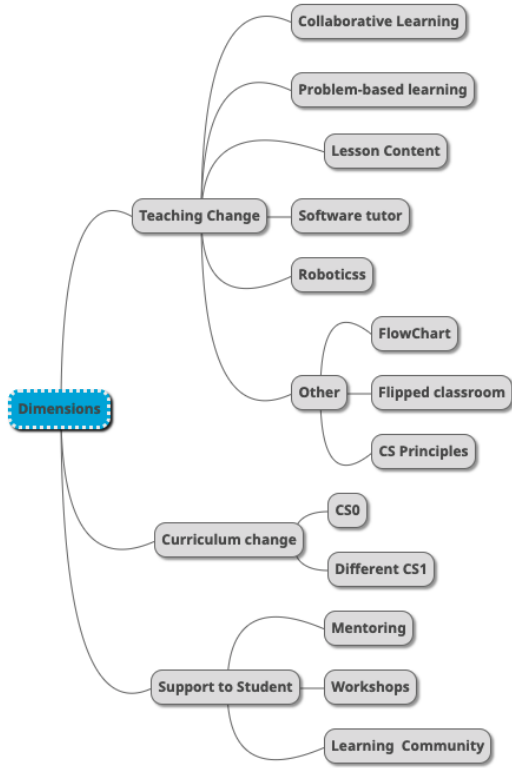 Collaborative Learning
Problem-based learning
Lesson Content
Teaching Change
Software tutor
Roboticss
FlowChart
Other
Flipped classroom
CS Principles
Dimensions
CS0
Curriculum change
Different CS1
Mentoring
Support to Student
Workshops
Learning  Community